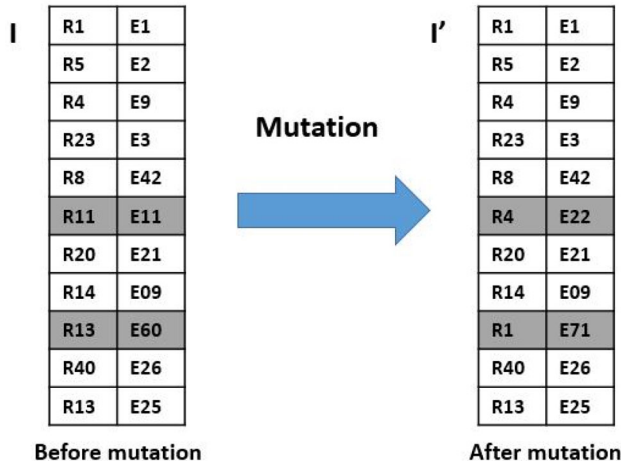 I
R1 E1
R5 E2
R4 E9
R23 E3
R8 E42
R11 E11
R20 E21
R14 E09
R13 E60
R40 E26
R13 E25
Before mutation
Mutation
I’
R1 E1
R5 E2
R4 E9
R23 E3
R8 E42
R4 E22
R20 E21
R14 E09
R1 E71
R40 E26
R13 E25
After mutation